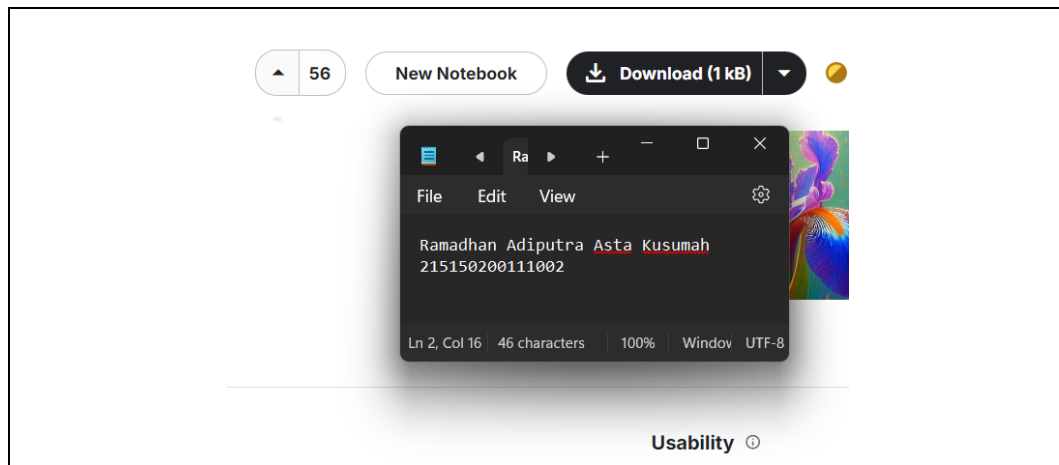 56 New Notebook Download (1 kB)
Ra
File Edit View
Ramadhan Adiputra Asta Kusumah
215150200111002
Ln 2, Col 16 46 characters 100% Window UTF-8
Usability